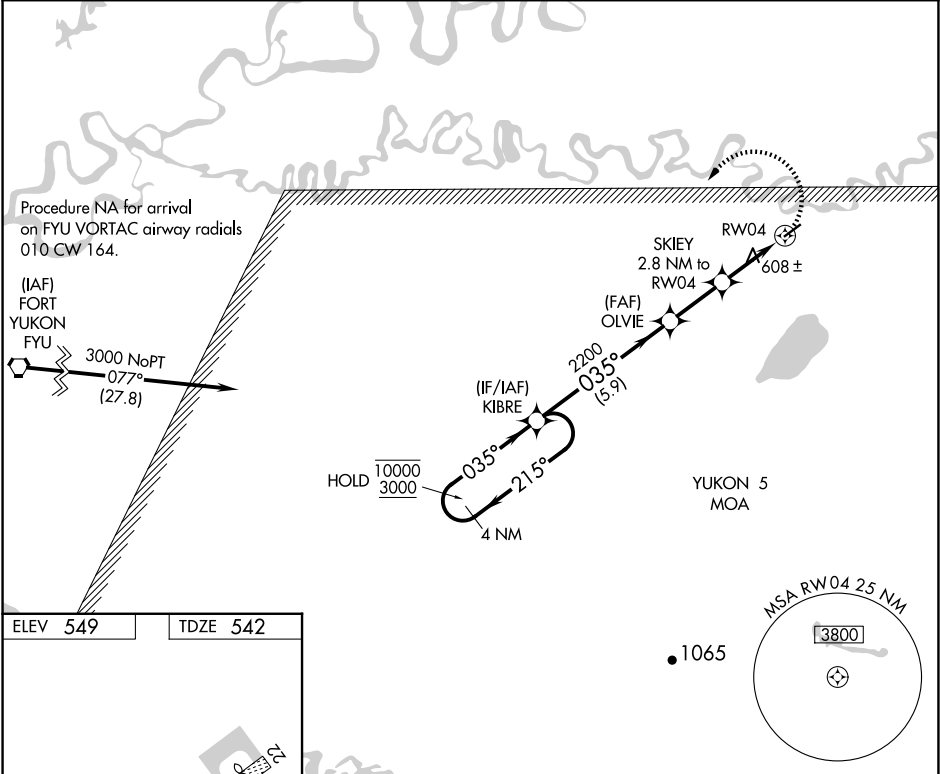 Procedure NA for arrival
on FYU VORTAC airway radials
010 CW 164.
(IAF)
FORT
YUKON
FYU
3000 NoPT
077°
(27.8)
RW04
SKIEY
2.8 NM to
RW04
608 ±
(FAF)
OLVIE
2200
035°
(5.9)
(IF/IAF)
KIBRE
035°
215°
HOLD
10000
3000
4 NM
YUKON 5
MOA
MSA RW04 25 NM
3800
1065
ELEV 549
TDZE 542
22